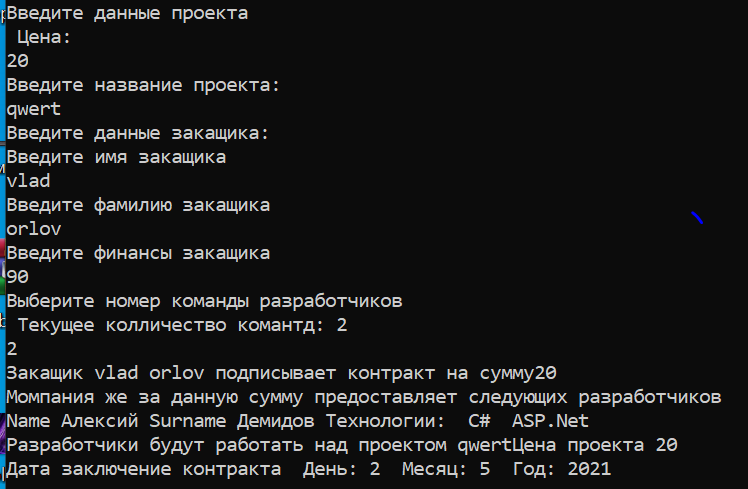 Введите данные проекта
Цена:
20
Введите название проекта:
qwert
Введите данные закащика:
Введите имя закащика
vlad
Введите фамилию закащика
orlov
Введите финансы закащика
90
Выберите номер команды разработчиков
Текущее колличество комантд: 2
2
Закащик vlad orlov подписывает контракт на сумму20
Момпания же за данную сумму предоставляет следующих разработчиков
Name Алексий Surname Демидов Технологии:  C#  ASP.Net
Разработчики будут работать над проектом qwertЦена проекта 20
Дата заключение контракта  День: 2  Месяц: 5  Год: 2021